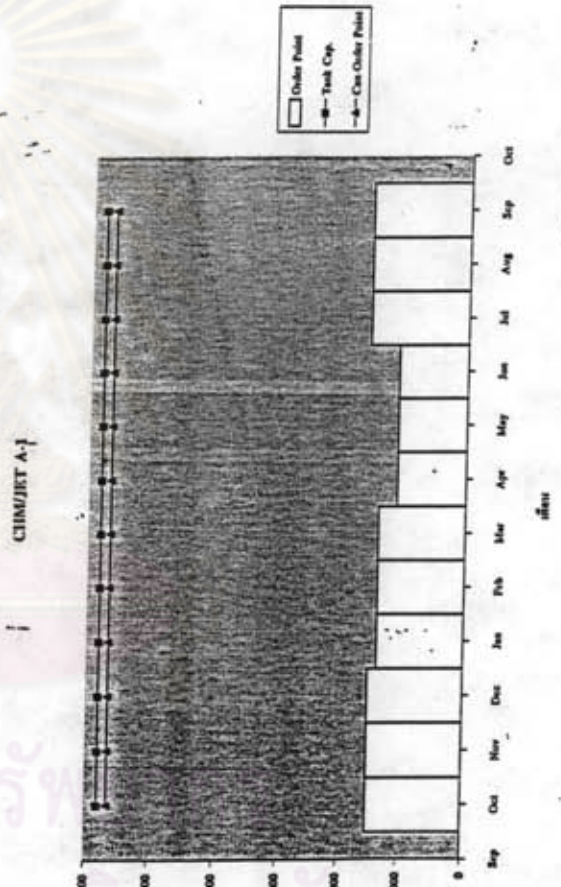 CHM/JET A-1
Order Point
Tank Cap.
Can-Order Point
0
Sep
Oct
Nov
Dec
Jan
Feb
Mar
Apr
May
Jun
Jul
Aug
Sep
Oct
เดือน